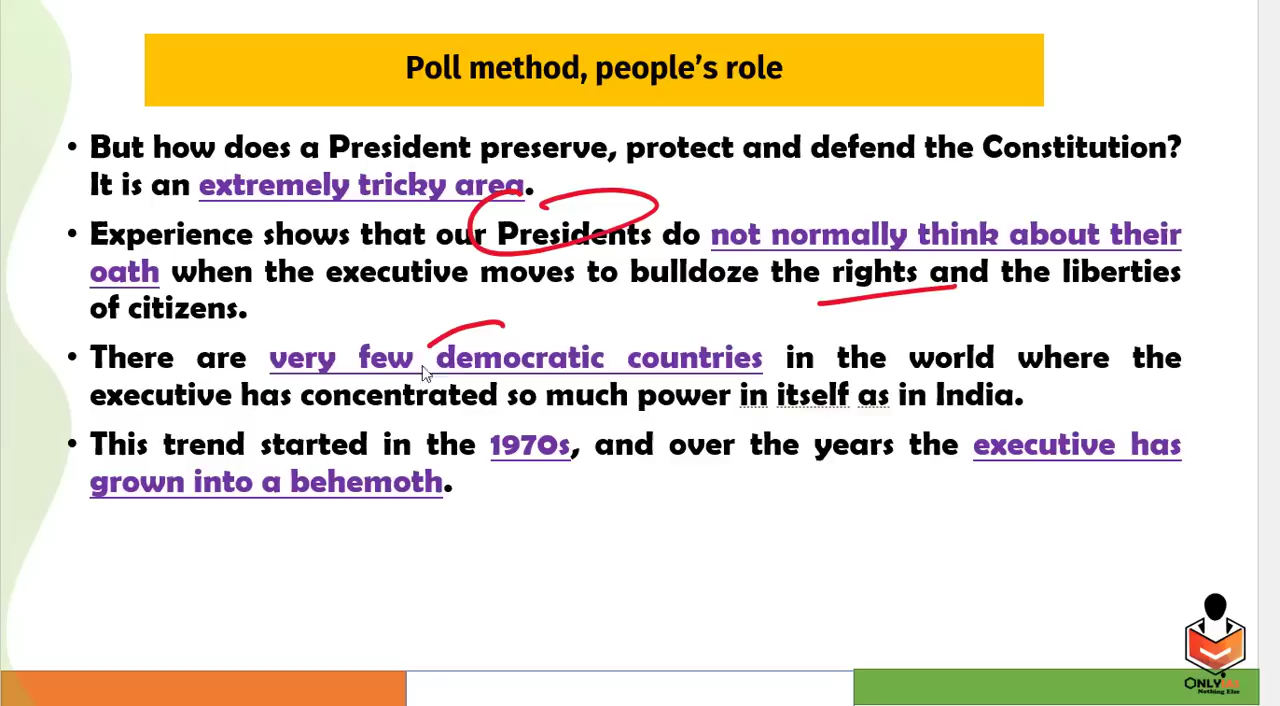 Poll method, people's role
• But how does a President preserve, protect and defend the Constitution?
It is an extremely tricky area.
• Experience shows that our Presidents do not normally think about their
oath when the executive moves to bulldoze the rights and the liberties
of citizens.
• There are very few democratic countries in the world where the
executive has concentrated so much power in itself as in India.
• This trend started in the 1970s, and over the years the executive has
grown into a behemoth.
ONLY
Nothing Else